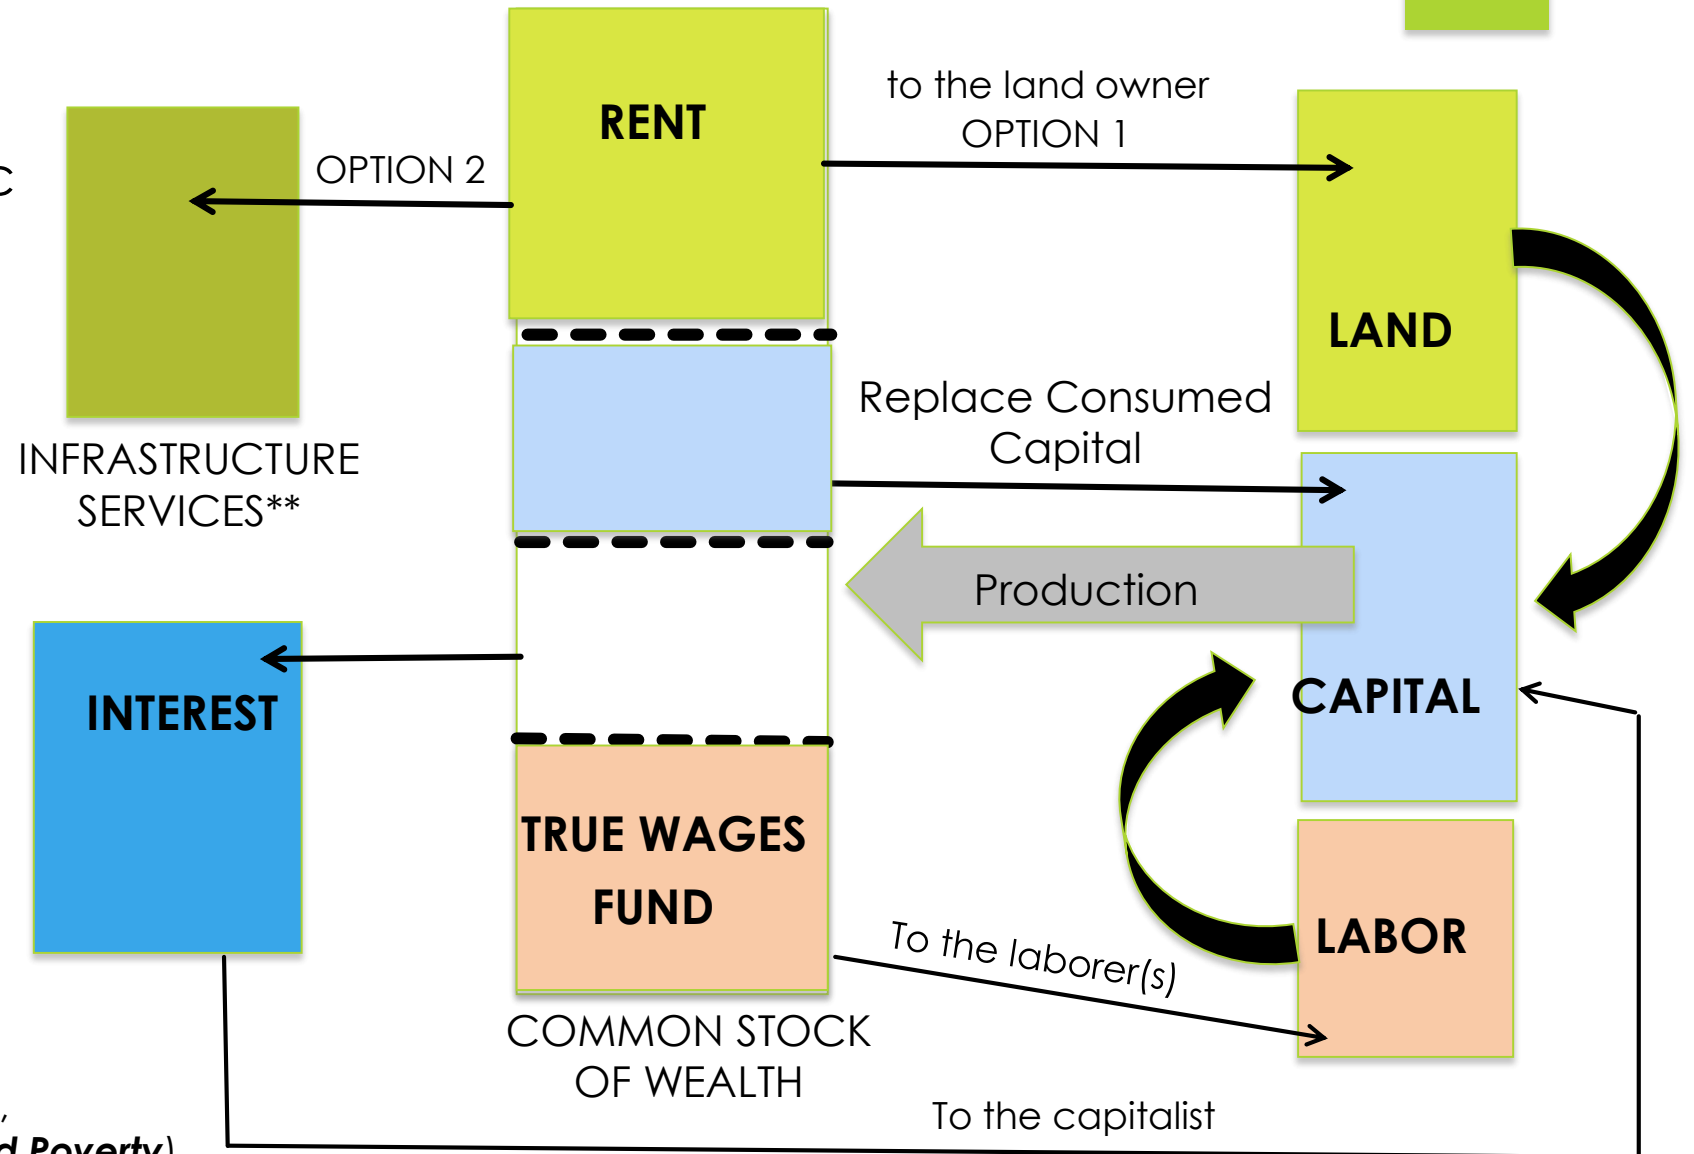 to the land owner
OPTION 1
RENT
OPTION 2
LAND
Replace Consumed
Capital
INFRASTRUCTURE
SERVICES**
Production
INTEREST
CAPITAL
TRUE WAGES
FUND
LABOR
To the laborer(s)
COMMON STOCK
OF WEALTH
To the capitalist
Poverty)